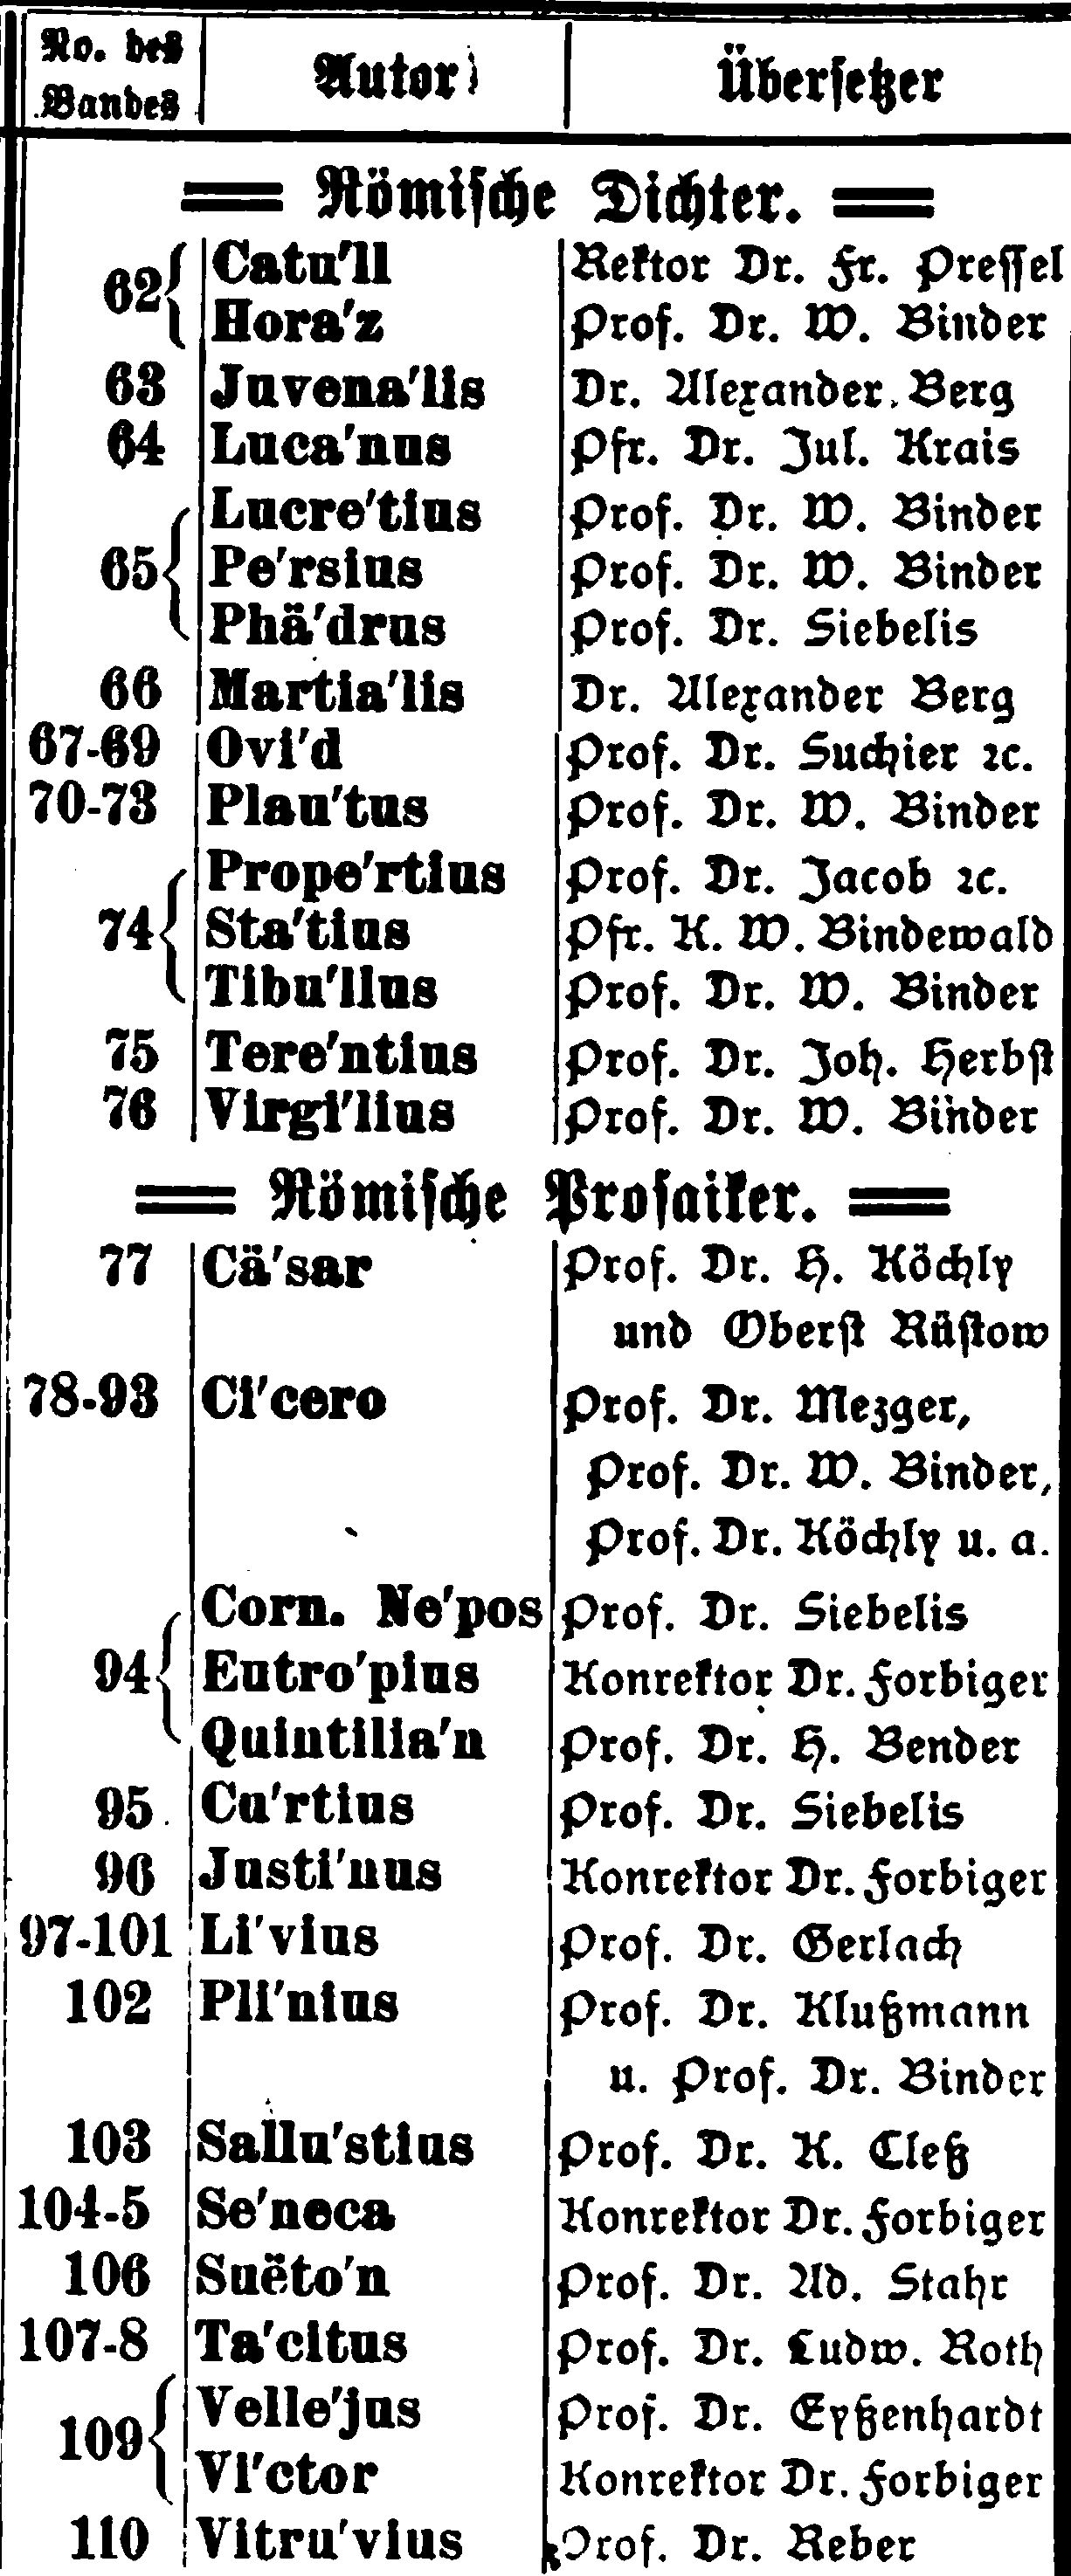 No. des Bandes Autor Übersetzer
Römische Dichter.
62 Catu'll Rektor Dr. Fr. Pressel
Hora'z Prof. Dr. W. Binder
63 Juvena'lis Dr. Alexander Berg
64 Luca'nus Pfr. Dr. Jul. Krais
Lucre'tius Prof. Dr. W. Binder
65 Pe'rsius Prof. Dr. W. Binder
Phä'drus Prof. Dr. Siebelis
66 Martia'lis Dr. Alexander Berg
67-69 Ovi'd Prof. Dr. Suchier ꝛc.
70-73 Plau'tus Prof. Dr. W. Binder
Prope'rtius Prof. Dr. Jacob ꝛc.
74 Sta'tius Pfr. K. W. Bindewald
Tibu'llus Prof. Dr. W. Binder
75 Tere'ntius Prof. Dr. Joh. Herbst
76 Virgi'lius Prof. Dr. W. Binder
Römische Prosaiker.
77 Cä'sar Prof. Dr. H. Köchly
und Oberst Rüstow
78-93 Ci'cero Prof. Dr. Mezger,
Prof. Dr. W. Binder,
Prof. Dr. Köchly u. a.
Corn. Ne'pos Prof. Dr. Siebelis
94 Eutro'pius Konrektor Dr. Forbiger
Quintilia'n Prof. Dr. H. Bender
95 Cu'rtius Prof. Dr. Siebelis
96 Justi'nus Konrektor Dr. Forbiger
97-101 Li'vius Prof. Dr. Gerlach
102 Pli'nius Prof. Dr. Klußmann
u. Prof. Dr. Binder
103 Sallu'stius Prof. Dr. K. Cleß
104-5 Se'neca Konrektor Dr. Forbiger
106 Suëto'n Prof. Dr. Ad. Stahr
107-8 Ta'citus Prof. Dr. Ludw. Roth
Velle'jus Prof. Dr. Eyßenhardt
109 Vi'ctor Konrektor Dr. Forbiger
110 Vitru'vius Prof. Dr. Reber